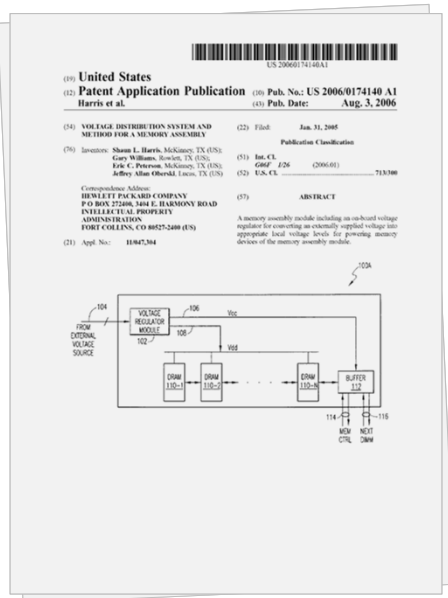 US 20060174140A1
(19) United States
(12) Patent Application Publication (10) Pub. No.: US 2006/0174140 A1
Harris et al. (43) Pub. Date: Aug. 3, 2006
(54) VOLTAGE DISTRIBUTION SYSTEM AND
METHOD FOR A MEMORY ASSEMBLY
(76) Inventors: Shaun L. Harris, McKinney, TX (US);
Gary Williams, Rowlett, TX (US);
Eric C. Peterson, McKinney, TX (US);
Jeffrey Allan Oberski, Lucas, TX (US)
Correspondence Address:
HEWLETT PACKARD COMPANY
P O BOX 272400, 3404 E. HARMONY ROAD
INTELLECTUAL PROPERTY
ADMINISTRATION
FORT COLLINS, CO 80527-2400 (US)
(21) Appl. No.: 11/047,304
(22) Filed: Jan. 31, 2005
Publication Classification
(51) Int. Cl.
G06F 1/26 (2006.01)
(52) U.S. Cl. 713/300
(57) ABSTRACT
A memory assembly including an on-board voltage
regulator for converting an externally supplied voltage into
appropriate local voltage levels for powering memory
devices of the memory assembly module.
100A
104
FROM
EXTERNAL
VOLTAGE
SOURCE
VOLTAGE
REGULATOR
MODULE
102
106
Vcc
108
Vdd
DRAM
110-1
DRAM
110-2
DRAM
110-N
BUFFER
112
114
116
MEM
CTRL
NEXT
DIMM